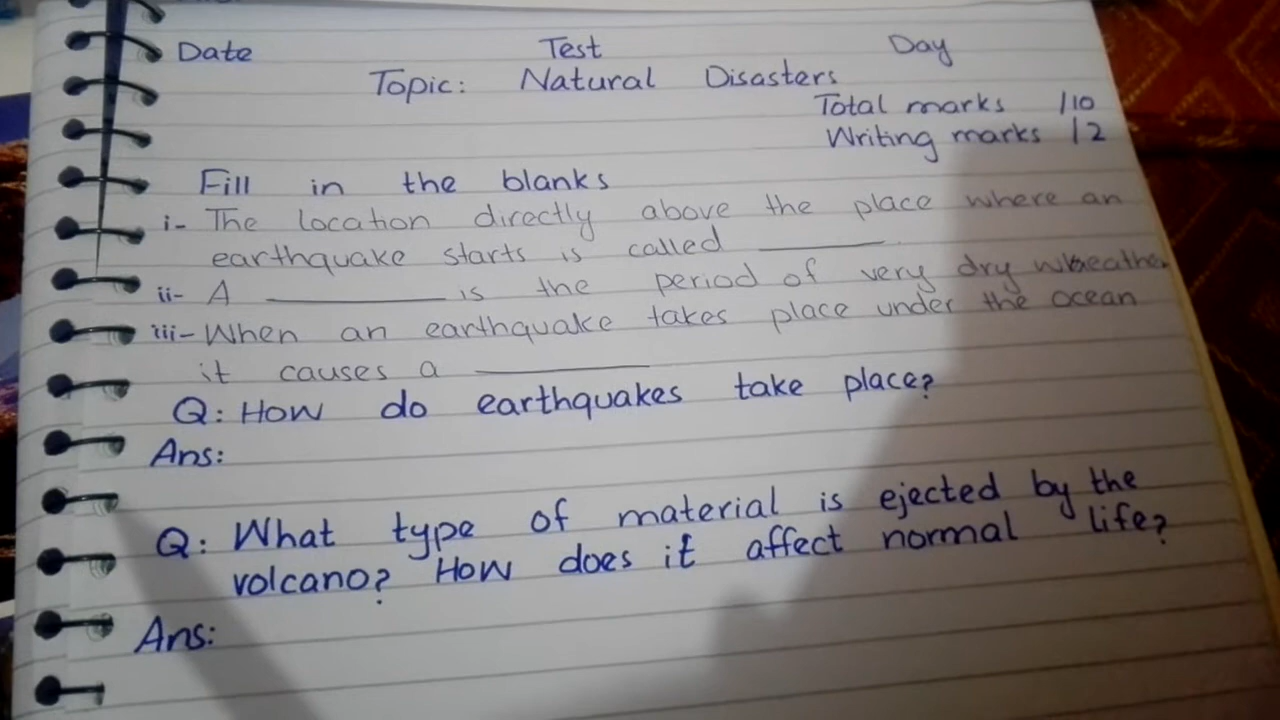 Date Test Day
Topic: Natural Disasters
Total marks /10
Writing marks /2
Fill in the blanks
i- The location directly above the place where an
earthquake starts is called ________.
ii- A ________ is the period of very dry
iii- When an earthquake takes place under the ocean
it causes a ________
Q: How do earthquakes take place?
Ans:
Q: What type of material is ejected by the
volcano? How does it affect normal life?
Ans: